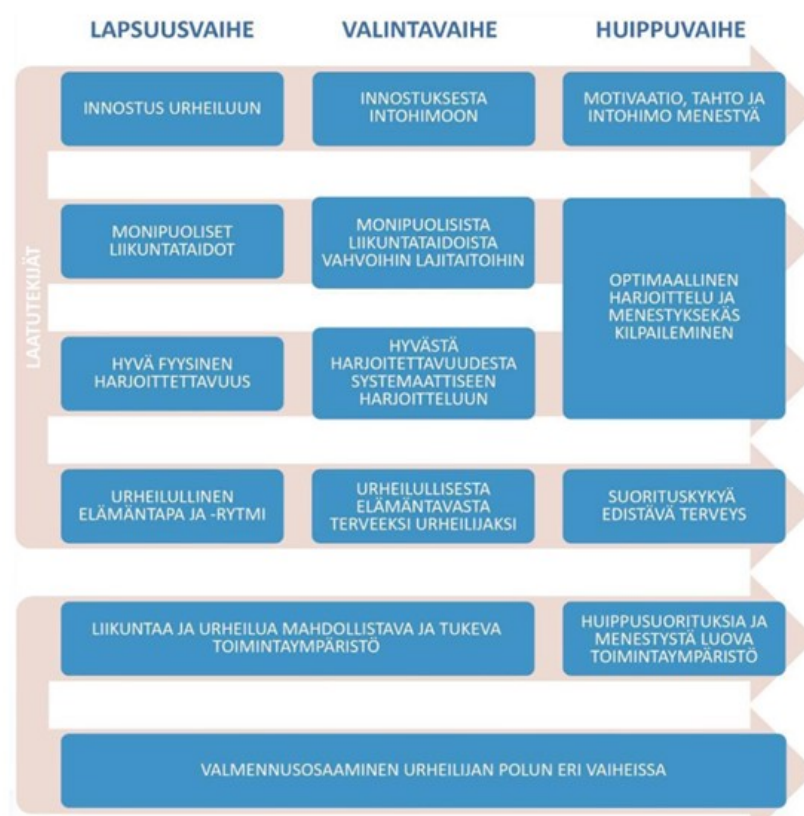 LAPSUUSVAIHE
VALINTAVAIHE
HUIPPUVAIHE
LAATUTEKIJÄT
INNOSTUS URHEILUUN
INNOSTUKSESTA
INTOHIMOON
MOTIVAATIO, TAHTO JA
INTOHIMO MENESTYÄ
MONIPUOLISET
LIIKUNTATAIDOT
MONIPUOLISISTA
LIIKUNTATAIDOISTA
VAHVOIHIN LAJITAITOIHIN
OPTIMAALLINEN
HARJOITTELU JA
MENESTYKSEKÄS
KILPAILEMINEN
HYVÄ FYYSINEN
HARJOITTETTAVUUS
HYVÄSTÄ
HARJOITETTAVUUDESTA
SYSTEMAATTISEEN
HARJOITTELUUN
URHEILULLINEN
ELÄMÄNTAPA JA -RYTMI
URHEILULLISESTA
ELÄMÄNTAVASTA
TERVEEKSI URHEILIJAKSI
SUORITUSKYKYÄ
EDISTÄVÄ TERVEYS
LIIKUNTAA JA URHEILUA MAHDOLLISTAVA JA TUKEVA
TOIMINTAYMPÄRISTÖ
HUIPPUSUORITUKSIA JA
MENESTYSTÄ LUOVA
TOIMINTAYMPÄRISTÖ
VALMENNUSOSAAMINEN URHEILIJAN POLUN ERI VAIHEISSA